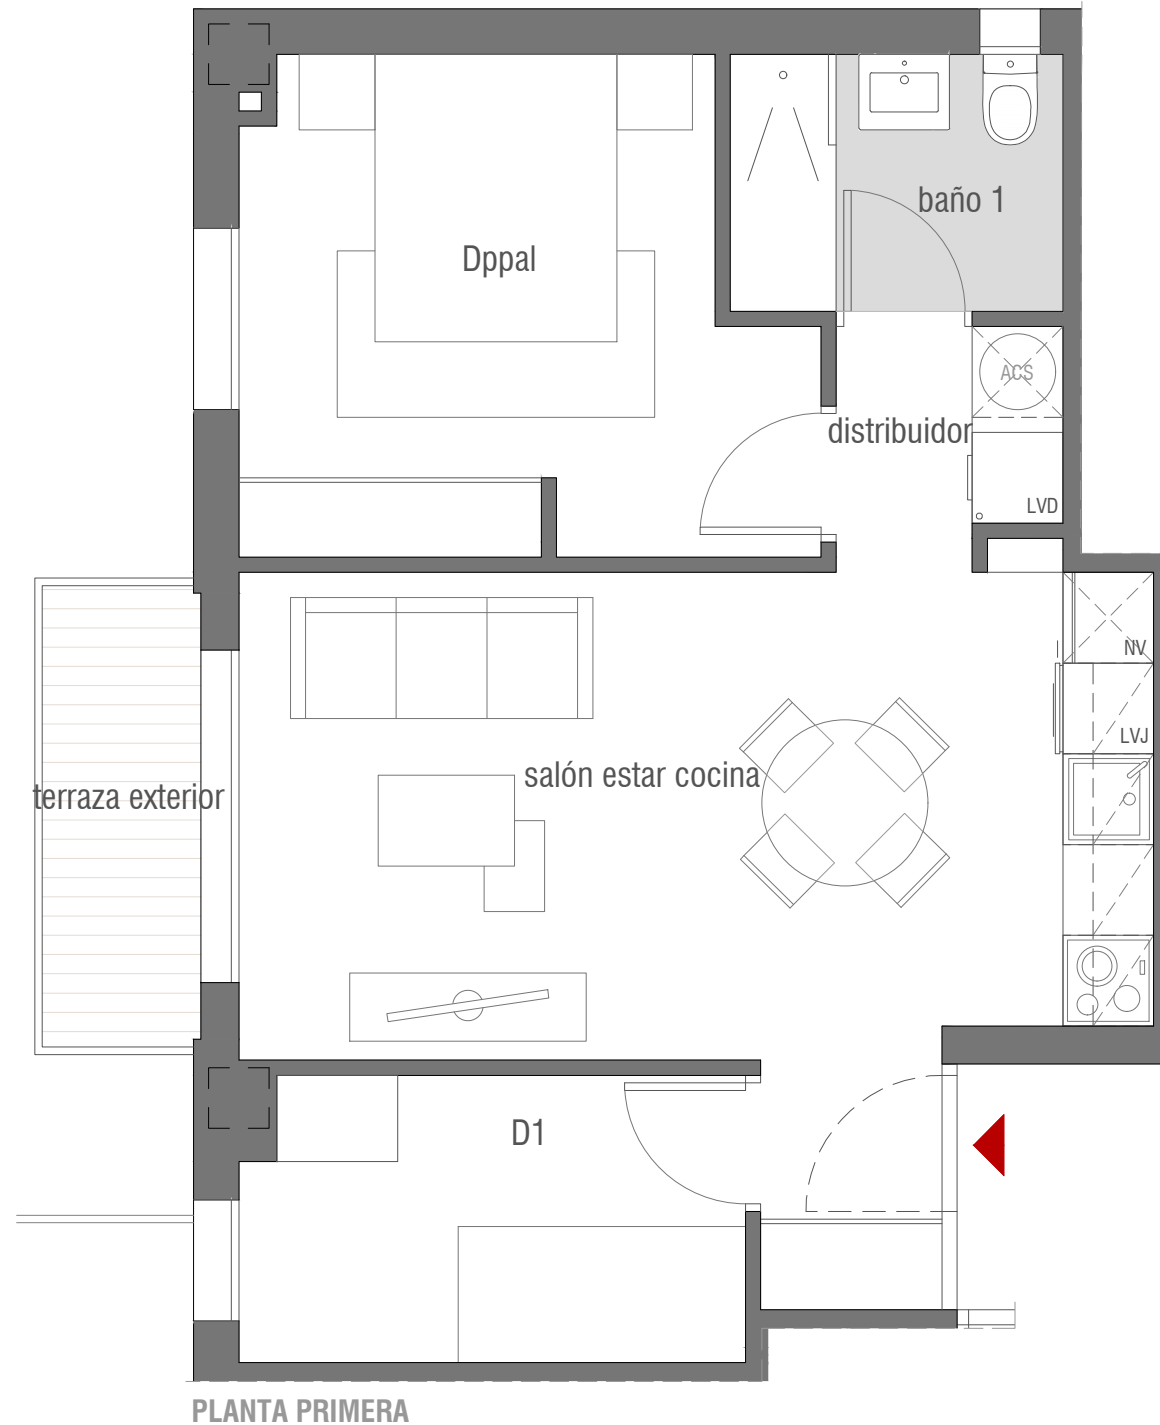 baño 1
Dppal
ACS
distribuidor
LVD
NV
LVJ
salón estar cocina
terraza exterior
D1
PLANTA PRIMERA